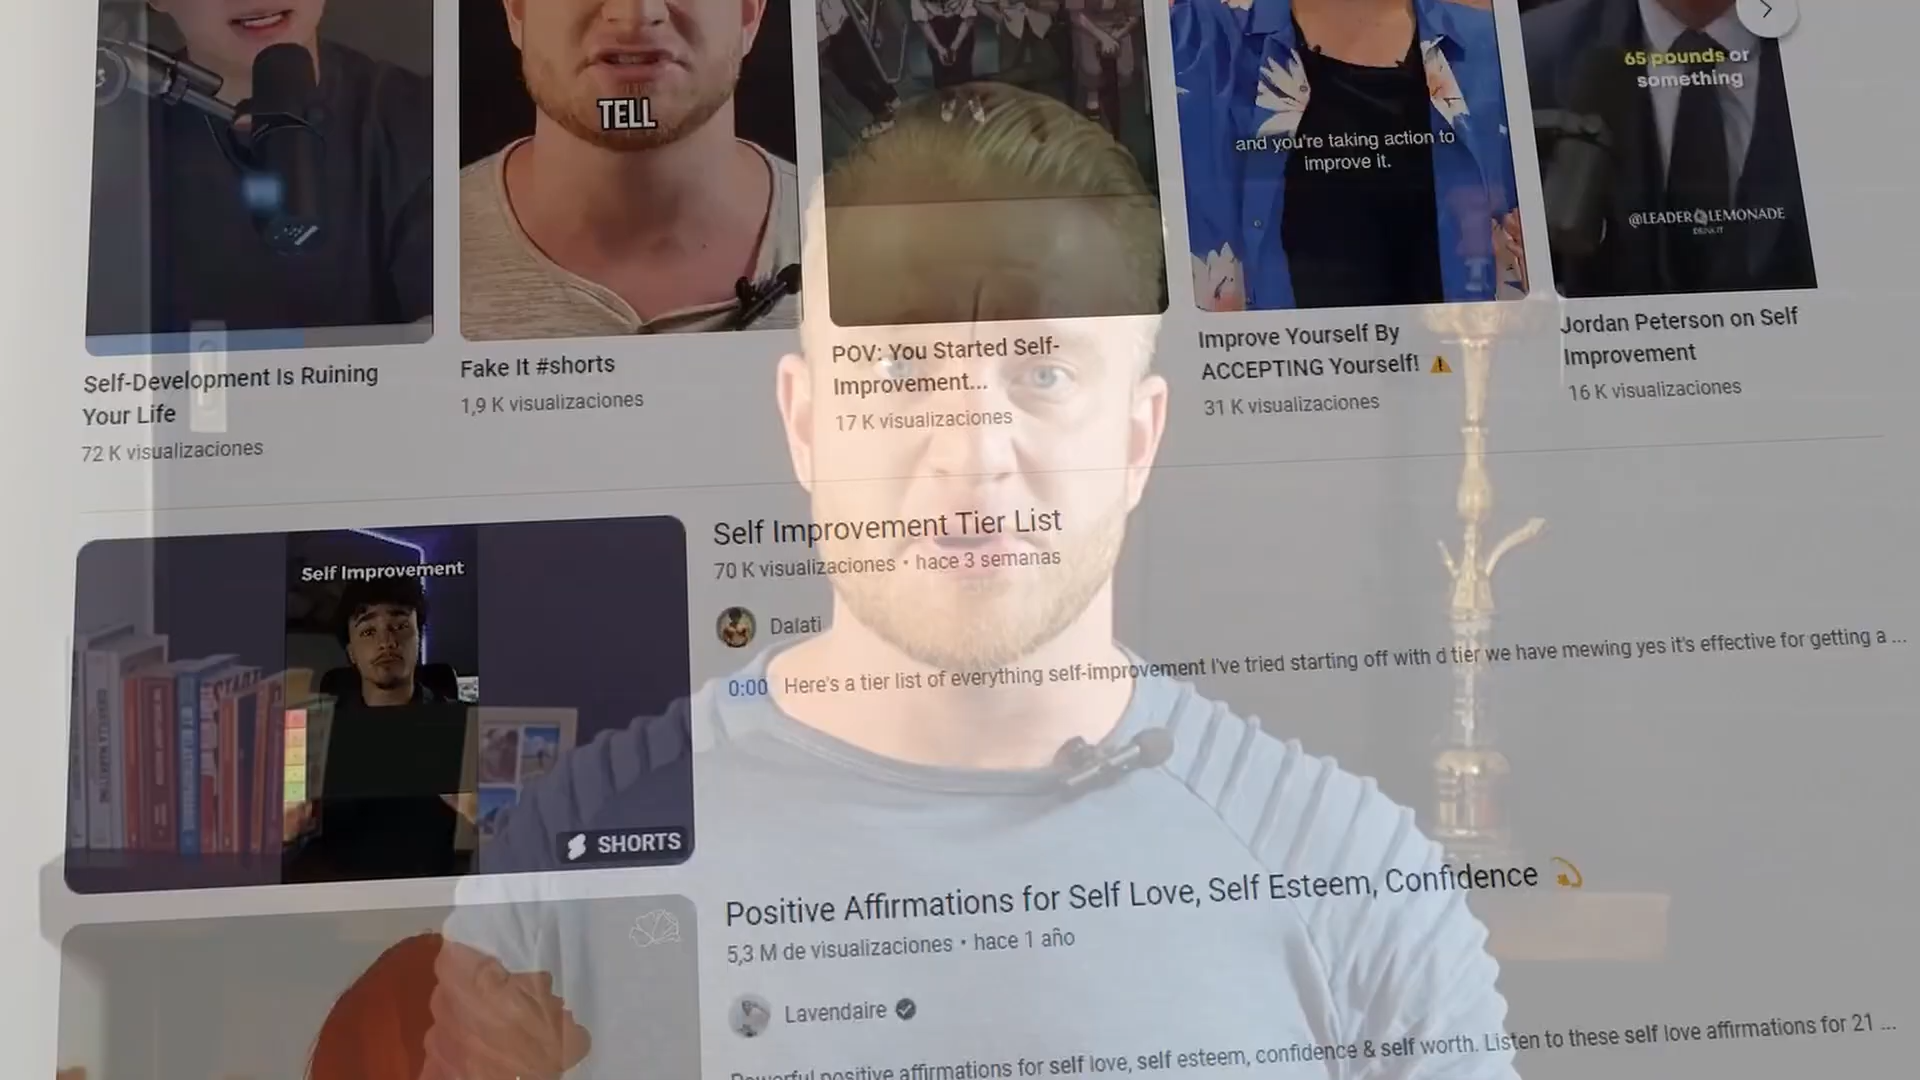 TELL
and you're taking action to
improve it.
65 pounds or
something
@LEADER LEMONADE
Self-Development Is Ruining
Your Life
72 K visualizaciones
Fake It #shorts
1,9 K visualizaciones
POV: You Started Self-
Improvement...
17 K visualizaciones
Improve Yourself By
ACCEPTING Yourself! ⚠
31 K visualizaciones
Jordan Peterson on Self
Improvement
16 K visualizaciones
Self Improvement
SHORTS
Self Improvement Tier List
70 K visualizaciones • hace 3 semanas
Dalati
0:00 Here's a tier list of everything self-improvement I've tried starting off with d tier we have mewing yes it's effective for getting a ...
START
Positive Affirmations for Self Love, Self Esteem, Confidence 💫
5,3 M de visualizaciones • hace 1 año
Lavendaire
Powerful positive affirmations for self love, self esteem, confidence & self worth. Listen to these self love affirmations for 21 ...